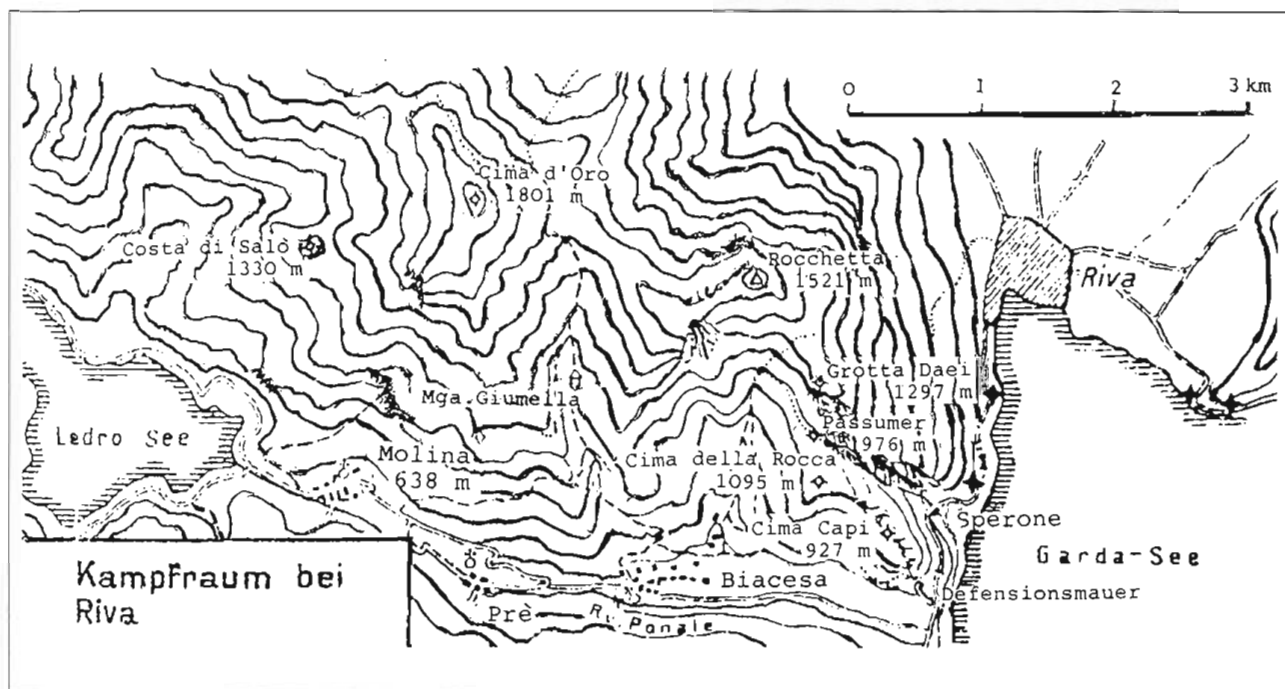 0 1 2 3 km
Cima d'Oro
1801 m
Costa di Salò
1330 m
Rocchetta
1521 m
Riva
Grotta Daei
1297 m
Mga.Giumella
Passumer
976 m
Ledro See
Molina
638 m
Cima della Rocca
1095 m
Sperone
Cima Capi
927 m
Garda-See
Kampfraum bei
Riva
Biacesa
Defensionsmauer
Prè
R. Ponale